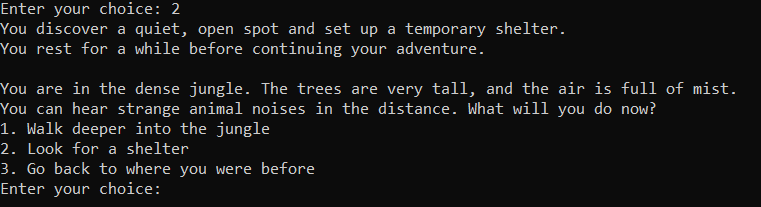 Enter your choice: 2
You discover a quiet, open spot and set up a temporary shelter.
You rest for a while before continuing your adventure.

You are in the dense jungle. The trees are very tall, and the air is full of mist.
You can hear strange animal noises in the distance. What will you do now?
1. Walk deeper into the jungle
2. Look for a shelter
3. Go back to where you were before
Enter your choice: